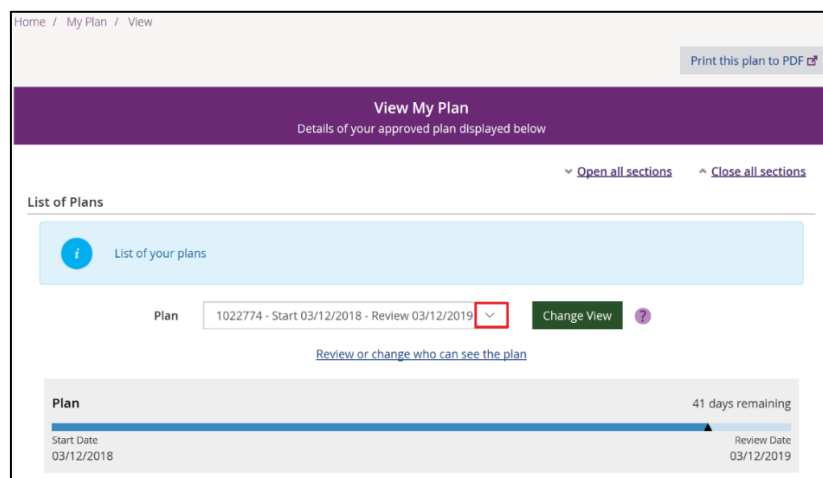 Home / My Plan / View
Print this plan to PDF
View My Plan
Details of your approved plan displayed below
Open all sections Close all sections
List of Plans
i List of your plans
Plan 1022774 - Start 03/12/2018 - Review 03/12/2019 Change View ?
Review or change who can see the plan
Plan 41 days remaining
Start Date Review Date
03/12/2018 03/12/2019